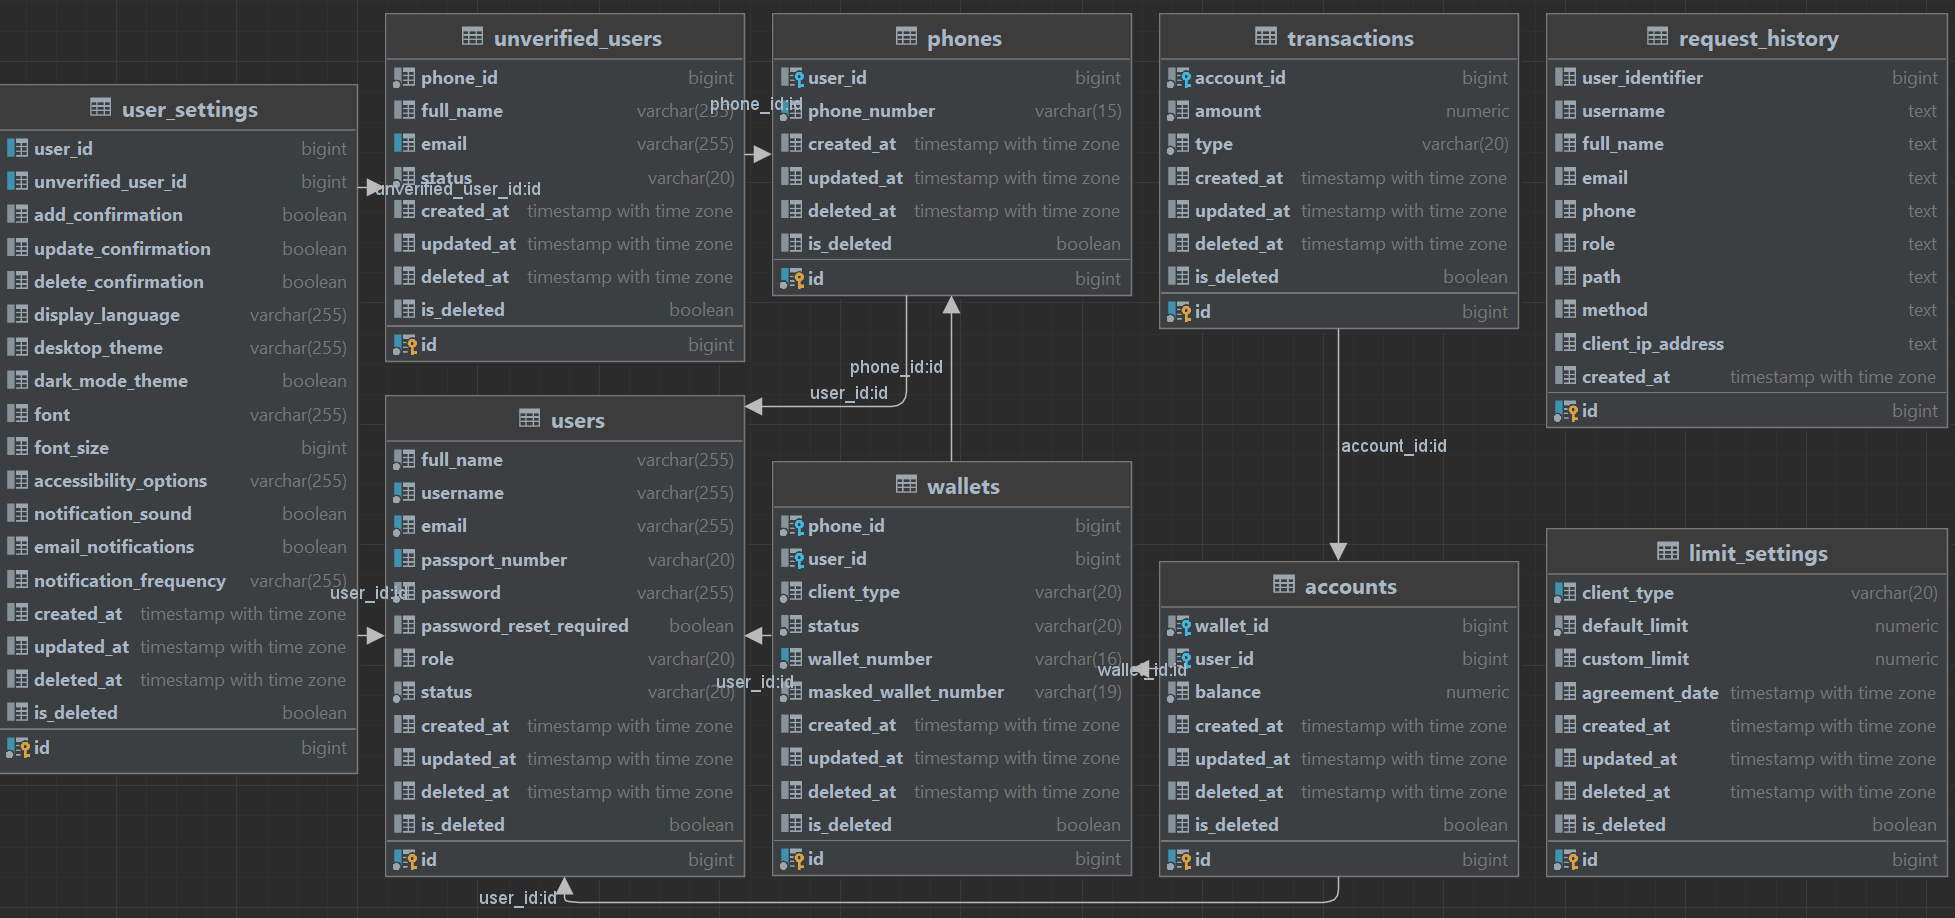 user_settings
user_id bigint
unverified_user_id bigint
add_confirmation boolean
update_confirmation boolean
delete_confirmation boolean
display_language varchar(255)
desktop_theme varchar(255)
dark_mode_theme boolean
font varchar(255)
font_size bigint
accessibility_options varchar(255)
notification_sound boolean
email_notifications boolean
notification_frequency varchar(255)
created_at timestamp with time zone
updated_at timestamp with time zone
deleted_at timestamp with time zone
is_deleted boolean
id bigint
unverified_user_id:id
user_id:id
unverified_users
phone_id bigint
full_name varchar(255)
email varchar(255)
status varchar(20)
created_at timestamp with time zone
updated_at timestamp with time zone
deleted_at timestamp with time zone
is_deleted boolean
id bigint
phone_id:id
users
full_name varchar(255)
username varchar(255)
email varchar(255)
passport_number varchar(20)
password varchar(255)
password_reset_required boolean
role varchar(20)
status varchar(20)
created_at timestamp with time zone
updated_at timestamp with time zone
deleted_at timestamp with time zone
is_deleted boolean
id bigint
user_id:id
phones
user_id bigint
phone_number varchar(15)
created_at timestamp with time zone
updated_at timestamp with time zone
deleted_at timestamp with time zone
is_deleted boolean
id bigint
phone_id:id
user_id:id
wallets
phone_id bigint
user_id bigint
client_type varchar(20)
status varchar(20)
wallet_number varchar(16)
masked_wallet_number varchar(19)
created_at timestamp with time zone
updated_at timestamp with time zone
deleted_at timestamp with time zone
is_deleted boolean
id bigint
user_id:id
wallet_id:id
transactions
account_id bigint
amount numeric
type varchar(20)
created_at timestamp with time zone
updated_at timestamp with time zone
deleted_at timestamp with time zone
is_deleted boolean
id bigint
account_id:id
accounts
wallet_id bigint
user_id bigint
balance numeric
created_at timestamp with time zone
updated_at timestamp with time zone
deleted_at timestamp with time zone
is_deleted boolean
id bigint
request_history
user_identifier bigint
username text
full_name text
email text
phone text
role text
path text
method text
client_ip_address text
created_at timestamp with time zone
id bigint
limit_settings
client_type varchar(20)
default_limit numeric
custom_limit numeric
agreement_date timestamp with time zone
created_at timestamp with time zone
updated_at timestamp with time zone
deleted_at timestamp with time zone
is_deleted boolean
id bigint